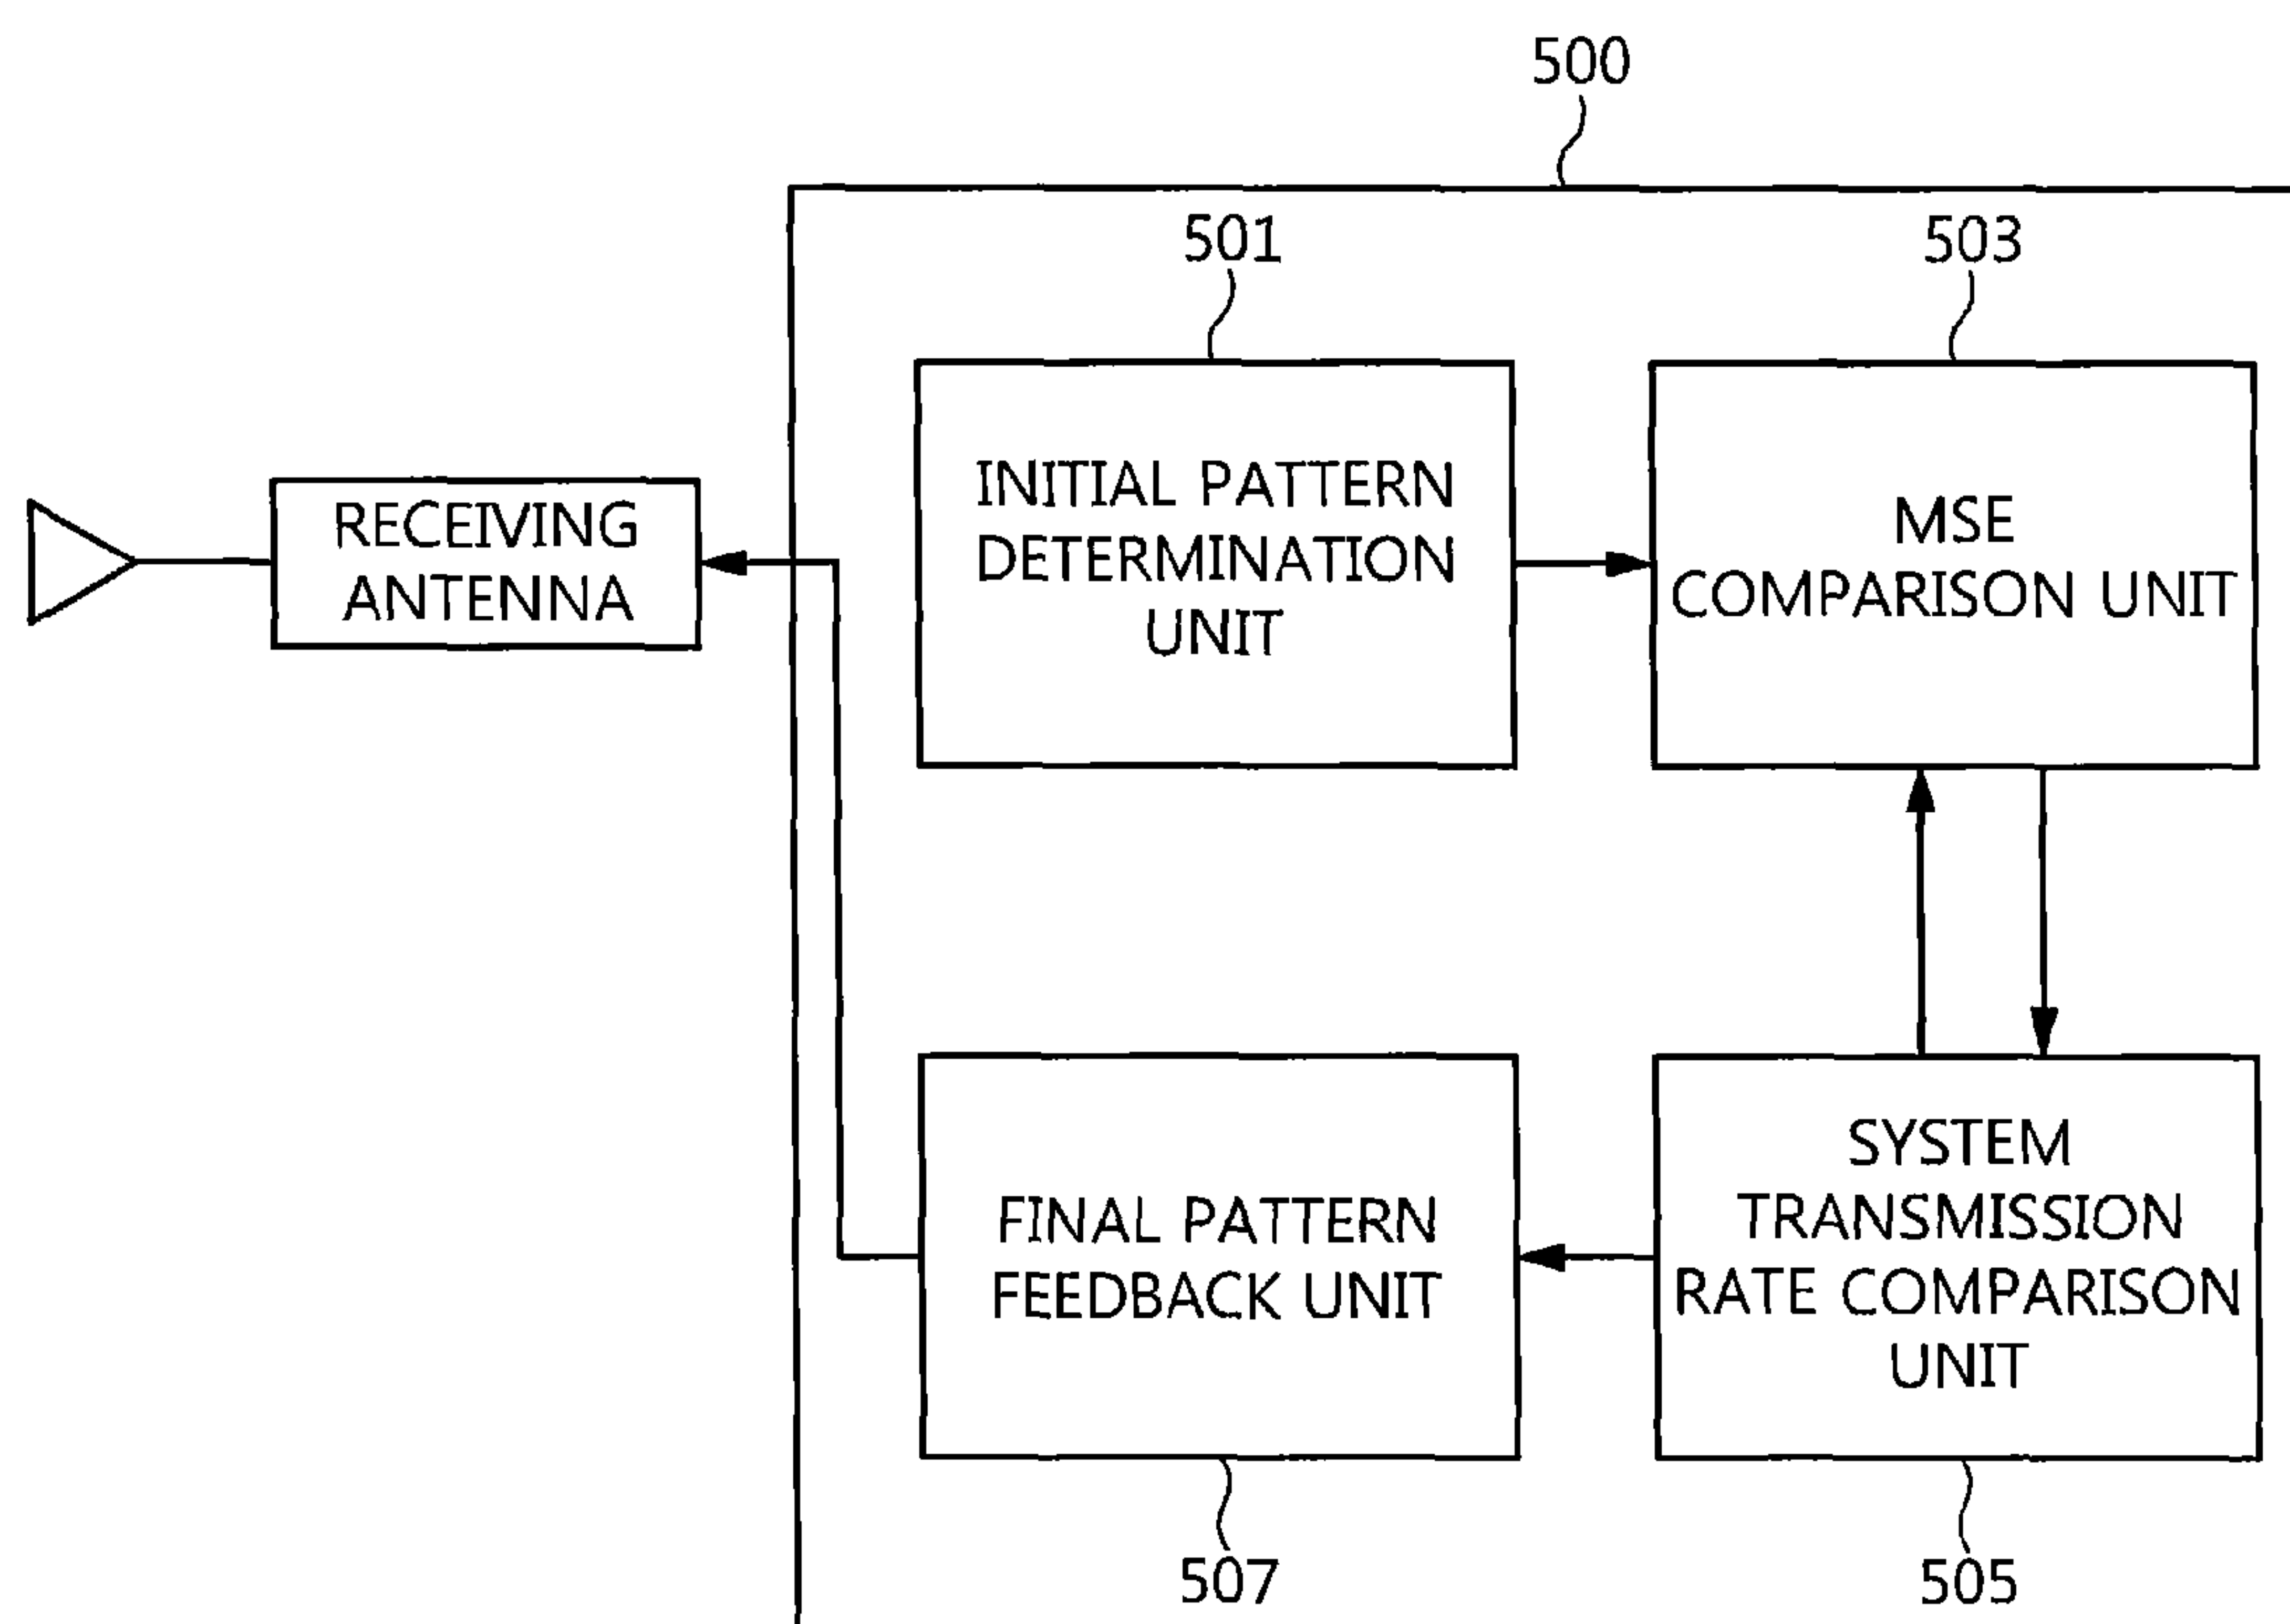 500
501
503
RECEIVING
ANTENNA
INITIAL PATTERN
DETERMINATION
UNIT
MSE
COMPARISON UNIT
FINAL PATTERN
FEEDBACK UNIT
SYSTEM
TRANSMISSION
RATE COMPARISON
UNIT
507
505